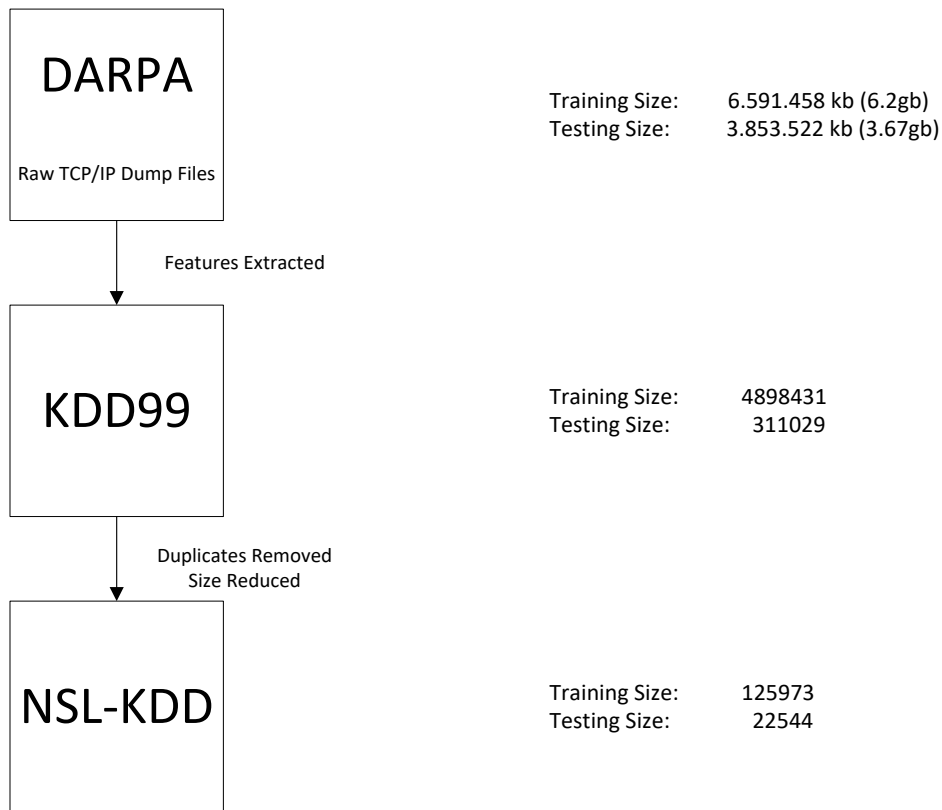 DARPA
Raw TCP/IP Dump Files
Training Size: 6.591.458 kb (6.2gb)
Testing Size: 3.853.522 kb (3.67gb)
Features Extracted
KDD99
Training Size: 4898431
Testing Size: 311029
Duplicates Removed
Size Reduced
NSL-KDD
Training Size: 125973
Testing Size: 22544